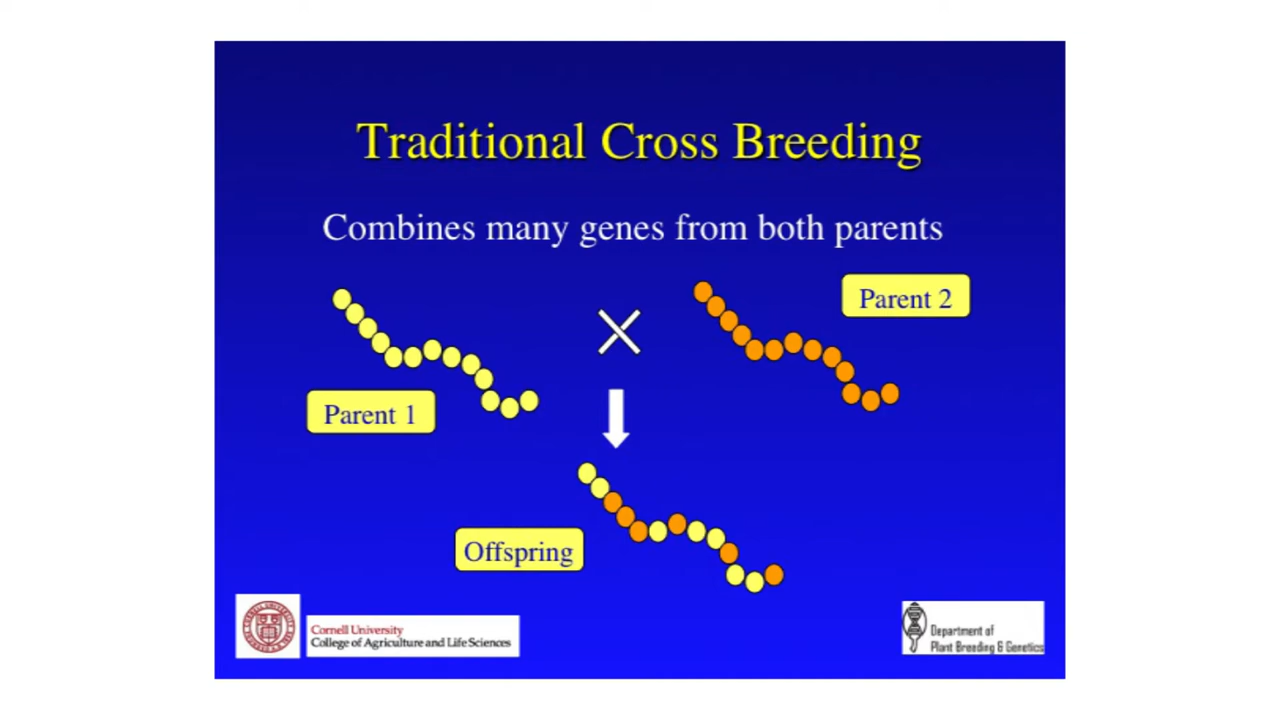 Traditional Cross Breeding
Combines many genes from both parents
Parent 2
Parent 1
Offspring
Cornell University
College of Agriculture and Life Sciences
Department of
Plant Breeding & Genetics